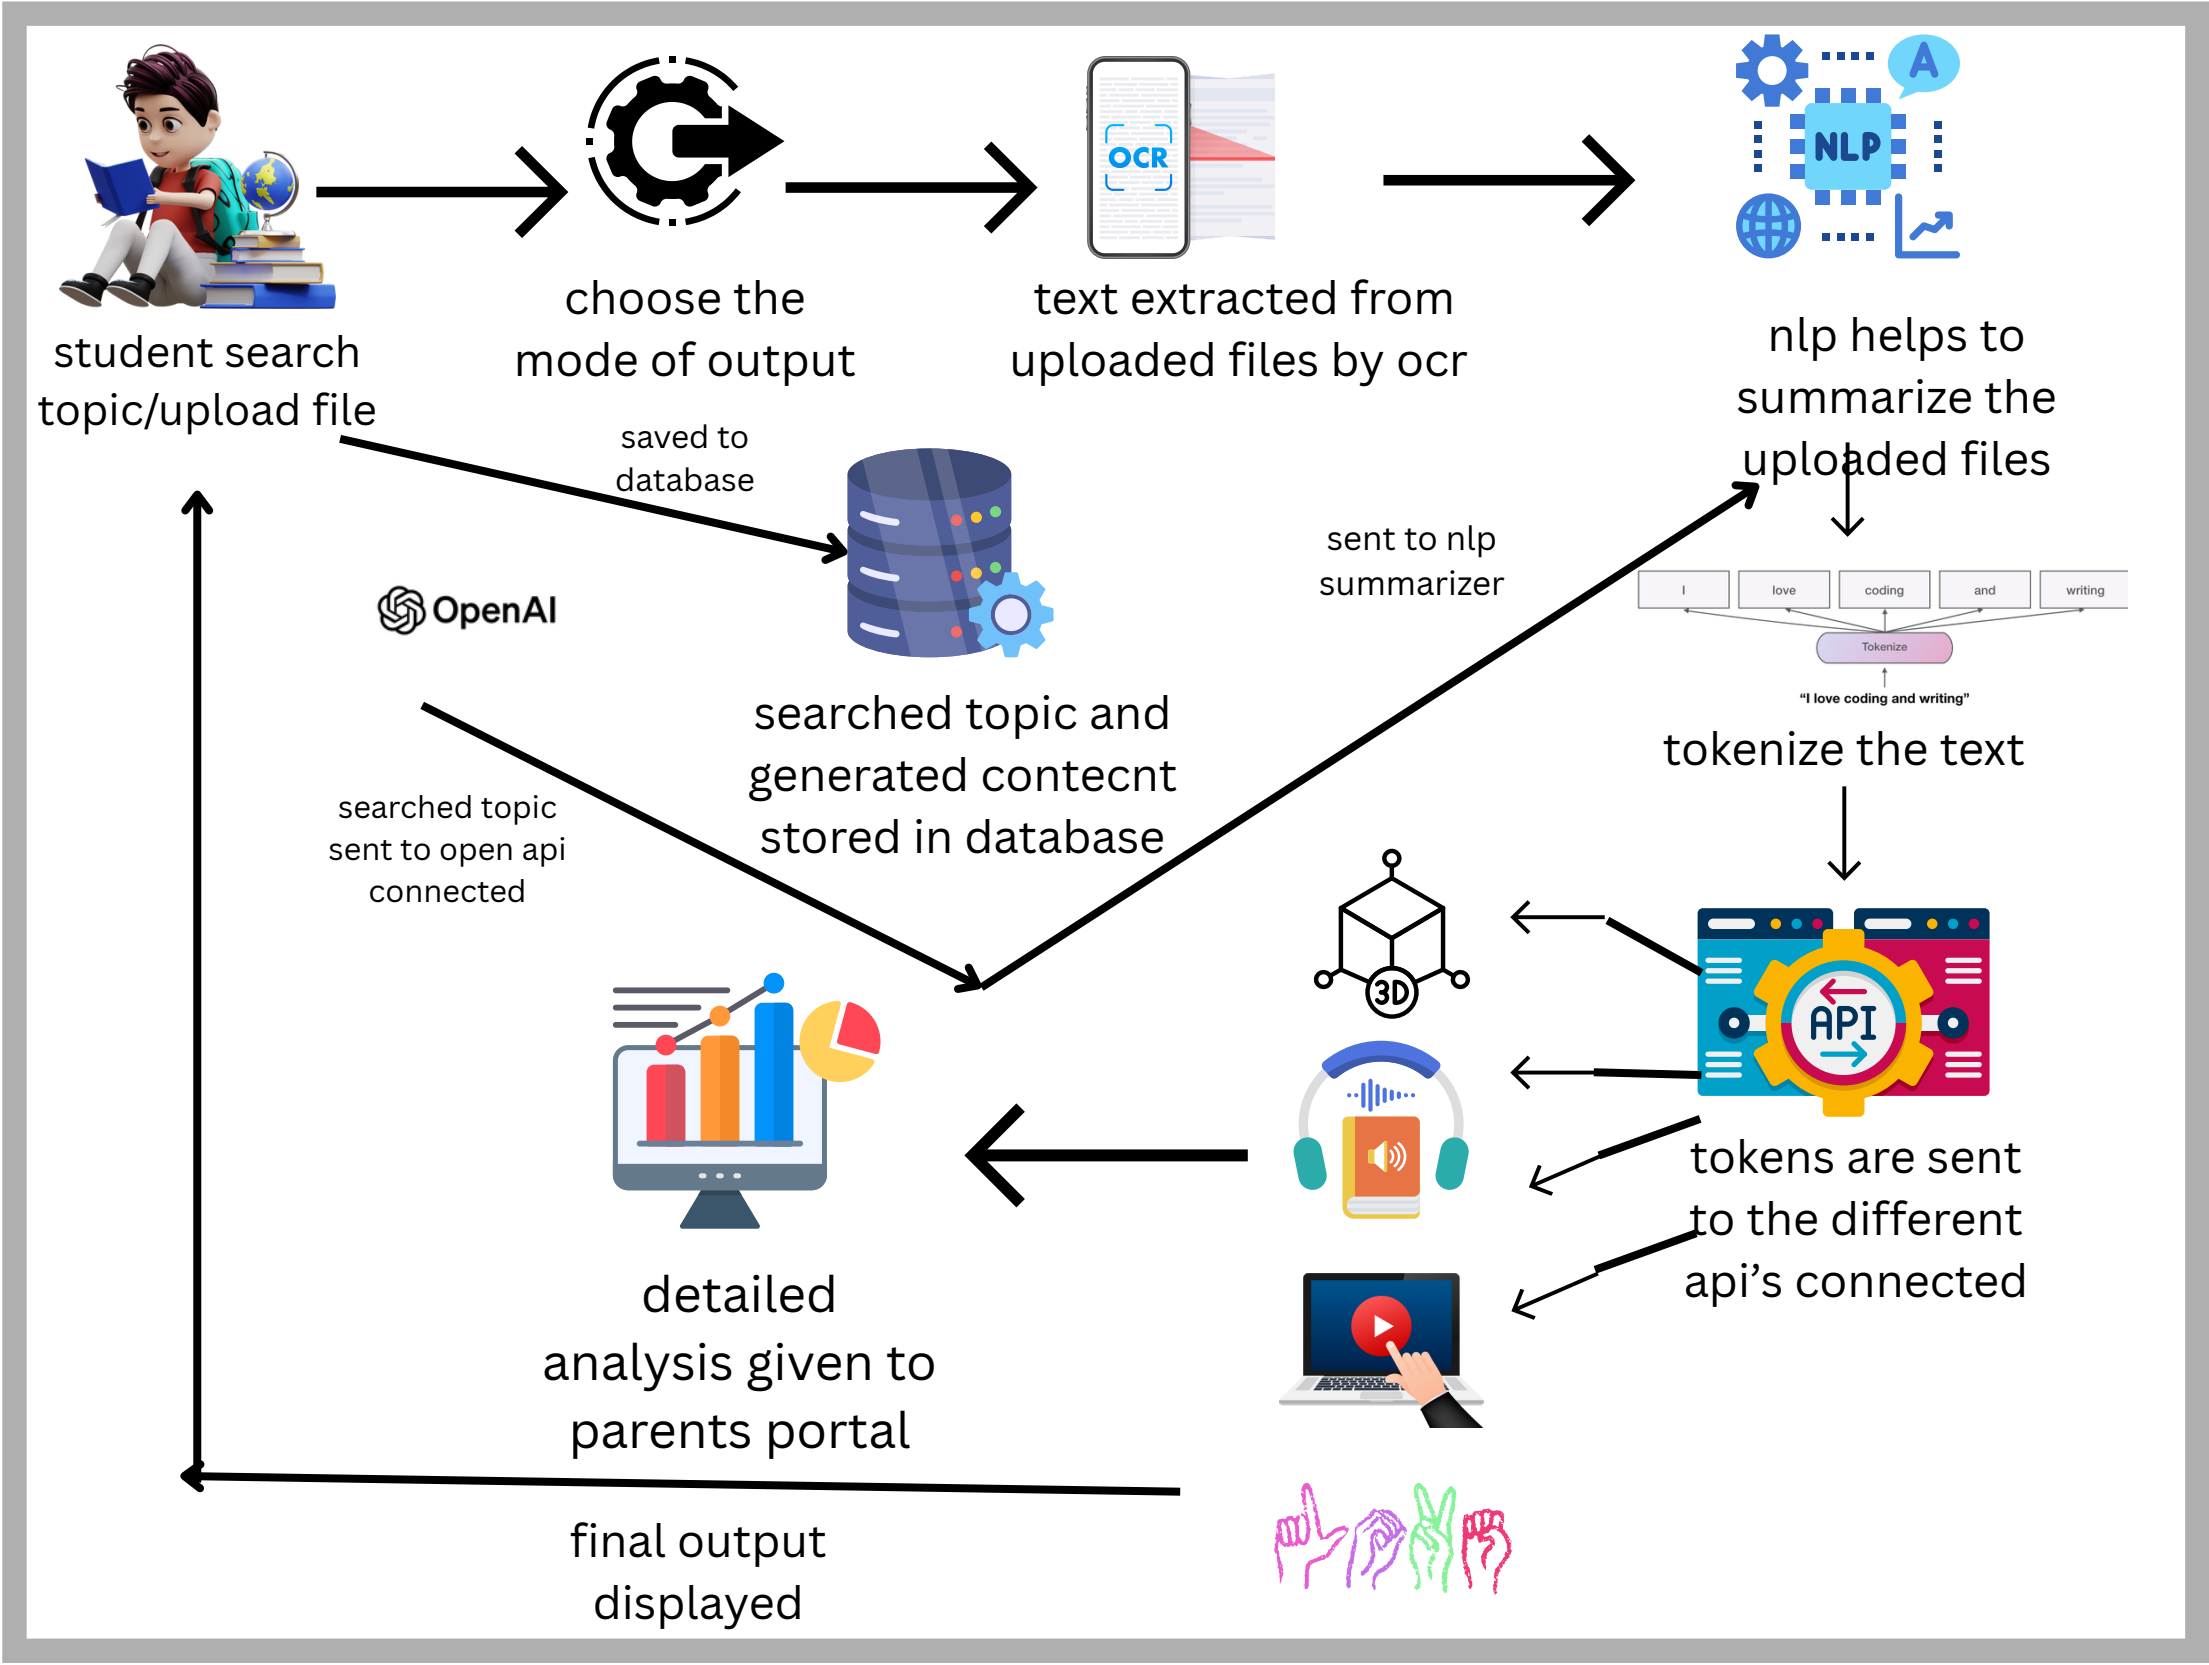 OCR
A
NLP
student search
topic/upload file
choose the
mode of output
text extracted from
uploaded files by ocr
nlp helps to
summarize the
uploaded files
saved to
database
sent to nlp
summarizer
OpenAI
I
love
coding
and
writing
Tokenize
“I love coding and writing”
tokenize the text
searched topic and
generated contecnt
stored in database
searched topic
sent to open api
connected
3D
API
tokens are sent
to the different
api’s connected
detailed
analysis given to
parents portal
final output
displayed